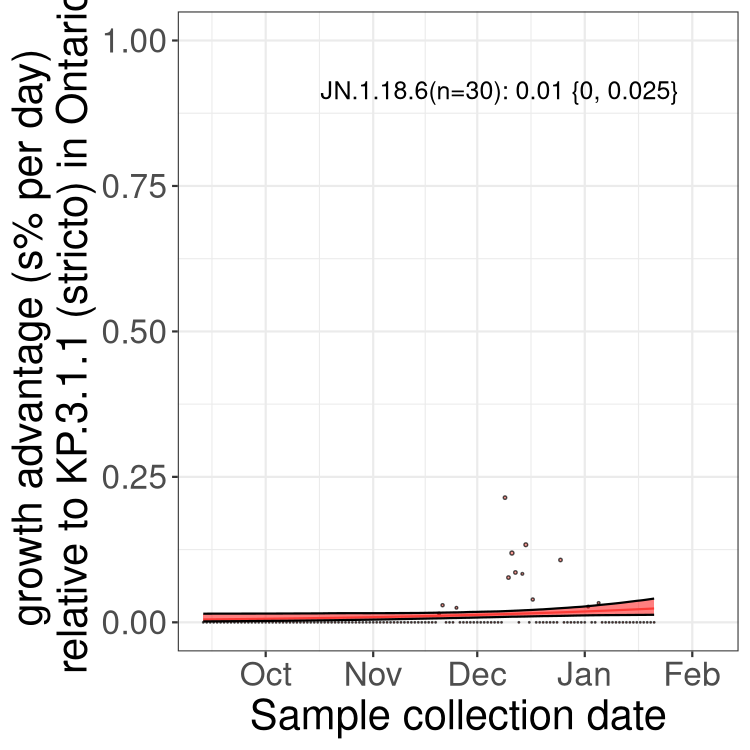 growth advantage (s% per day)
relative to KP.3.1.1 (stricto) in Ontario
1.00
0.75
0.50
0.25
0.00
JN.1.18.6(n=30): 0.01 {0, 0.025}
Oct Nov Dec Jan Feb
Sample collection date